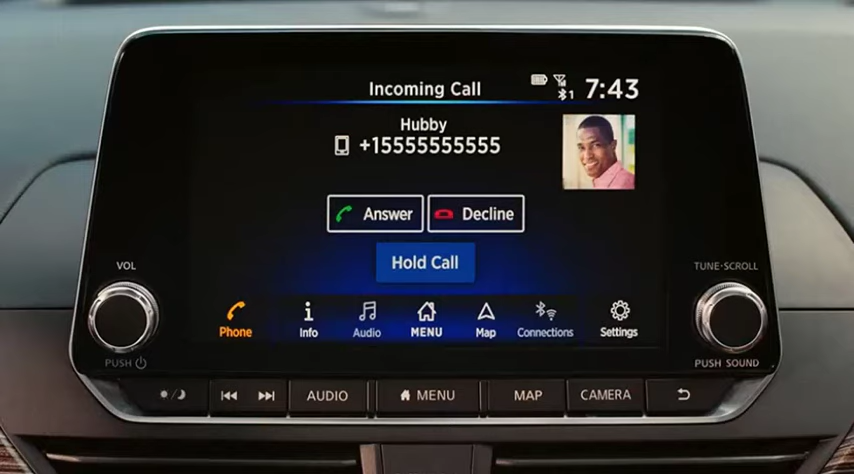 Incoming Call
1
7:43
Hubby
+15555555555
Answer
Decline
Hold Call
VOL
TUNE·SCROLL
Phone
Info
Audio
MENU
Map
Connections
Settings
PUSH
PUSH SOUND
AUDIO
MENU
MAP
CAMERA